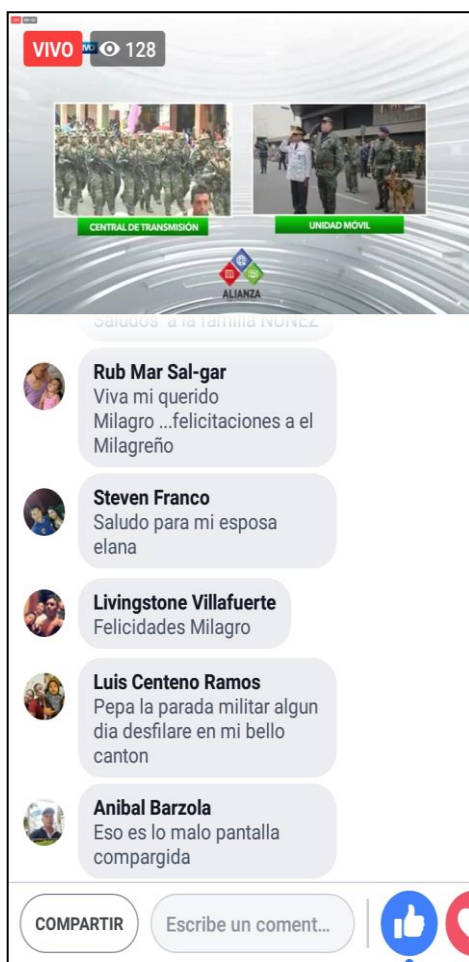 VIVO
128
CENTRAL DE TRANSMISIÓN
UNIDAD MÓVIL
ALIANZA
Saludos a la familia NUNEZ
Rub Mar Sal-gar
Viva mi querido
Milagro ...felicitaciones a el
Milagreño
Steven Franco
Saludo para mi esposa
elana
Livingstone Villafuerte
Felicidades Milagro
Luis Centeno Ramos
Pepa la parada militar algun
dia desfilare en mi bello
canton
Anibal Barzola
Eso es lo malo pantalla
compargida
COMPARTIR
Escribe un coment...